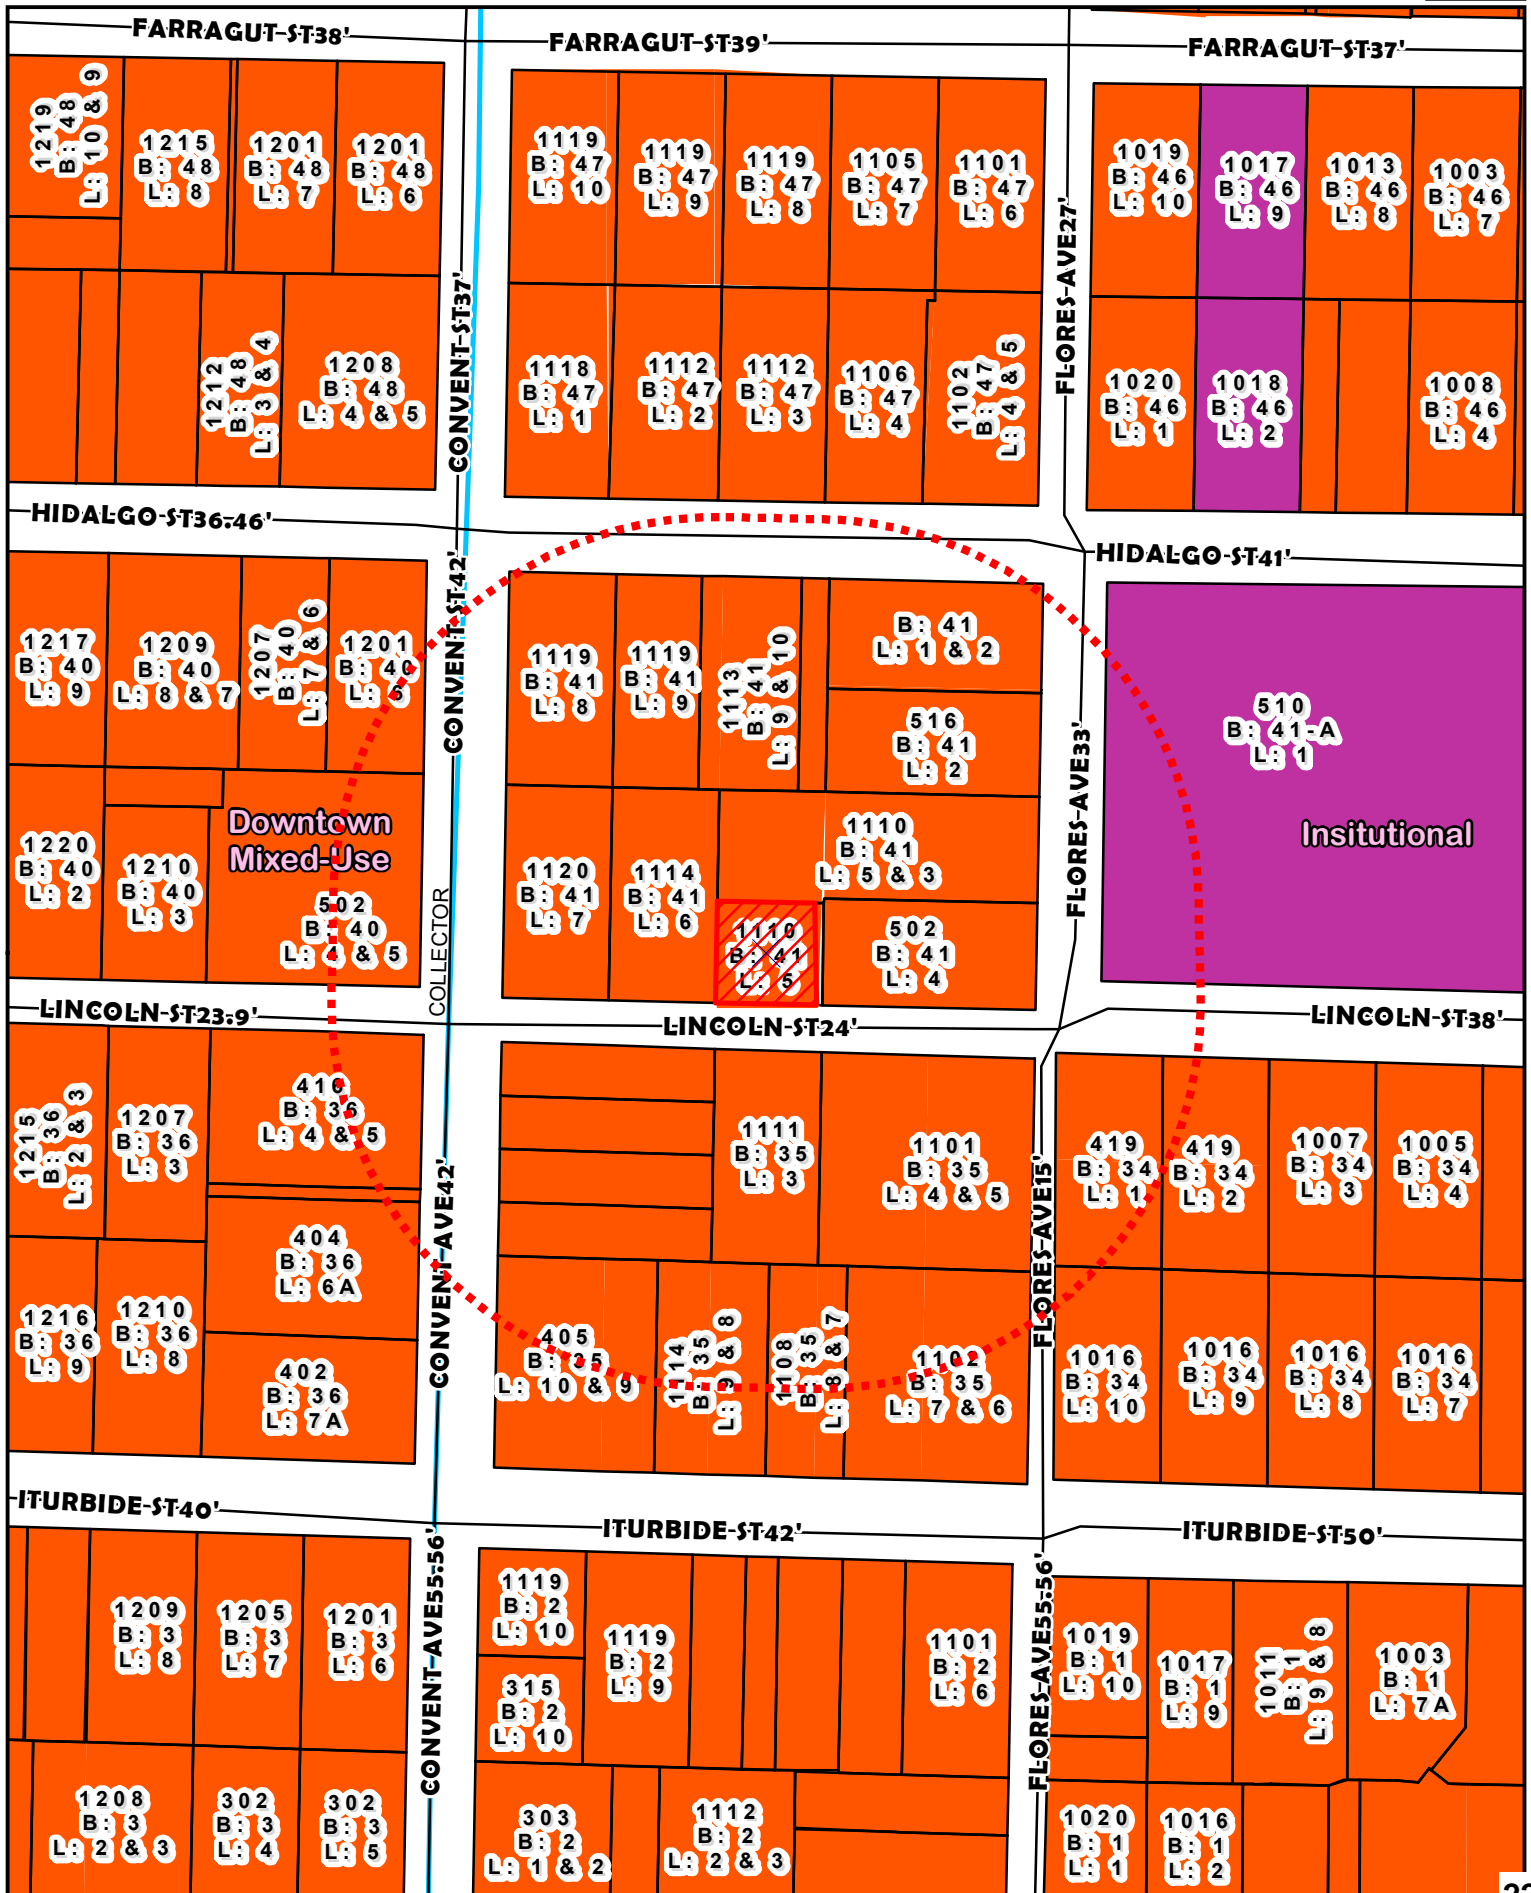 FARRAGUT-ST38'
FARRAGUT-ST39'
FARRAGUT-ST37'
1219
B: 48
L: 10 & 9
1215
B: 48
L: 8
1201
B: 48
L: 7
1201
B: 48
L: 6
1119
B: 47
L: 10
1119
B: 47
L: 9
1119
B: 47
L: 8
1105
B: 47
L: 7
1101
B: 47
L: 6
1019
B: 46
L: 10
1017
B: 46
L: 9
1013
B: 46
L: 8
1003
B: 46
L: 7
CONVENT-ST37'
FLORES-AVE27'
1212
B: 48
L: 3 & 4
1208
B: 48
L: 4 & 5
1118
B: 47
L: 1
1112
B: 47
L: 2
1112
B: 47
L: 3
1106
B: 47
L: 4
1102
B: 47
L: 4 & 5
1020
B: 46
L: 1
1018
B: 46
L: 2
1008
B: 46
L: 4
HIDALGO-ST36.46'
HIDALGO-ST41'
CONVENT-ST42'
1217
B: 40
L: 9
1209
B: 40
L: 8 & 7
1207
B: 40
L: 7 & 6
1201
B: 40
L: 6
1119
B: 41
L: 8
1119
B: 41
L: 9
1113
B: 41
L: 9 & 10
B: 41
L: 1 & 2
516
B: 41
L: 2
510
B: 41-A
L: 1
Insitutional
FLORES-AVE33'
Downtown
Mixed-Use
1220
B: 40
L: 2
1210
B: 40
L: 3
502
B: 40
L: 4 & 5
COLLECTOR
1120
B: 41
L: 7
1114
B: 41
L: 6
1110
B: 41
L: 5 & 3
1110
B: 41
L: 5
502
B: 41
L: 4
LINCOLN-ST23.9'
LINCOLN-ST24'
LINCOLN-ST38'
1215
B: 36
L: 2 & 3
1207
B: 36
L: 3
416
B: 36
L: 4 & 5
1111
B: 35
L: 3
1101
B: 35
L: 4 & 5
419
B: 34
L: 1
419
B: 34
L: 2
1007
B: 34
L: 3
1005
B: 34
L: 4
CONVENT-AVE42'
FLORES-AVE15'
404
B: 36
L: 6A
1216
B: 36
L: 9
1210
B: 36
L: 8
402
B: 36
L: 7A
405
B: 35
L: 10 & 9
1114
B: 35
L: 9 & 8
1108
B: 35
L: 8 & 7
1102
B: 35
L: 7 & 6
1016
B: 34
L: 10
1016
B: 34
L: 9
1016
B: 34
L: 8
1016
B: 34
L: 7
ITURBIDE-ST40'
ITURBIDE-ST42'
ITURBIDE-ST50'
CONVENT-AVE55.56'
FLORES-AVE55.56'
1209
B: 3
L: 8
1205
B: 3
L: 7
1201
B: 3
L: 6
1119
B: 2
L: 10
315
B: 2
L: 10
1119
B: 2
L: 9
1101
B: 2
L: 6
1019
B: 1
L: 10
1017
B: 1
L: 9
1011
B: 1
L: 9 & 8
1003
B: 1
L: 7A
1208
B: 3
L: 2 & 3
302
B: 3
L: 4
302
B: 3
L: 5
303
B: 2
L: 1 & 2
1112
B: 2
L: 2 & 3
1020
B: 1
L: 1
1016
B: 1
L: 2